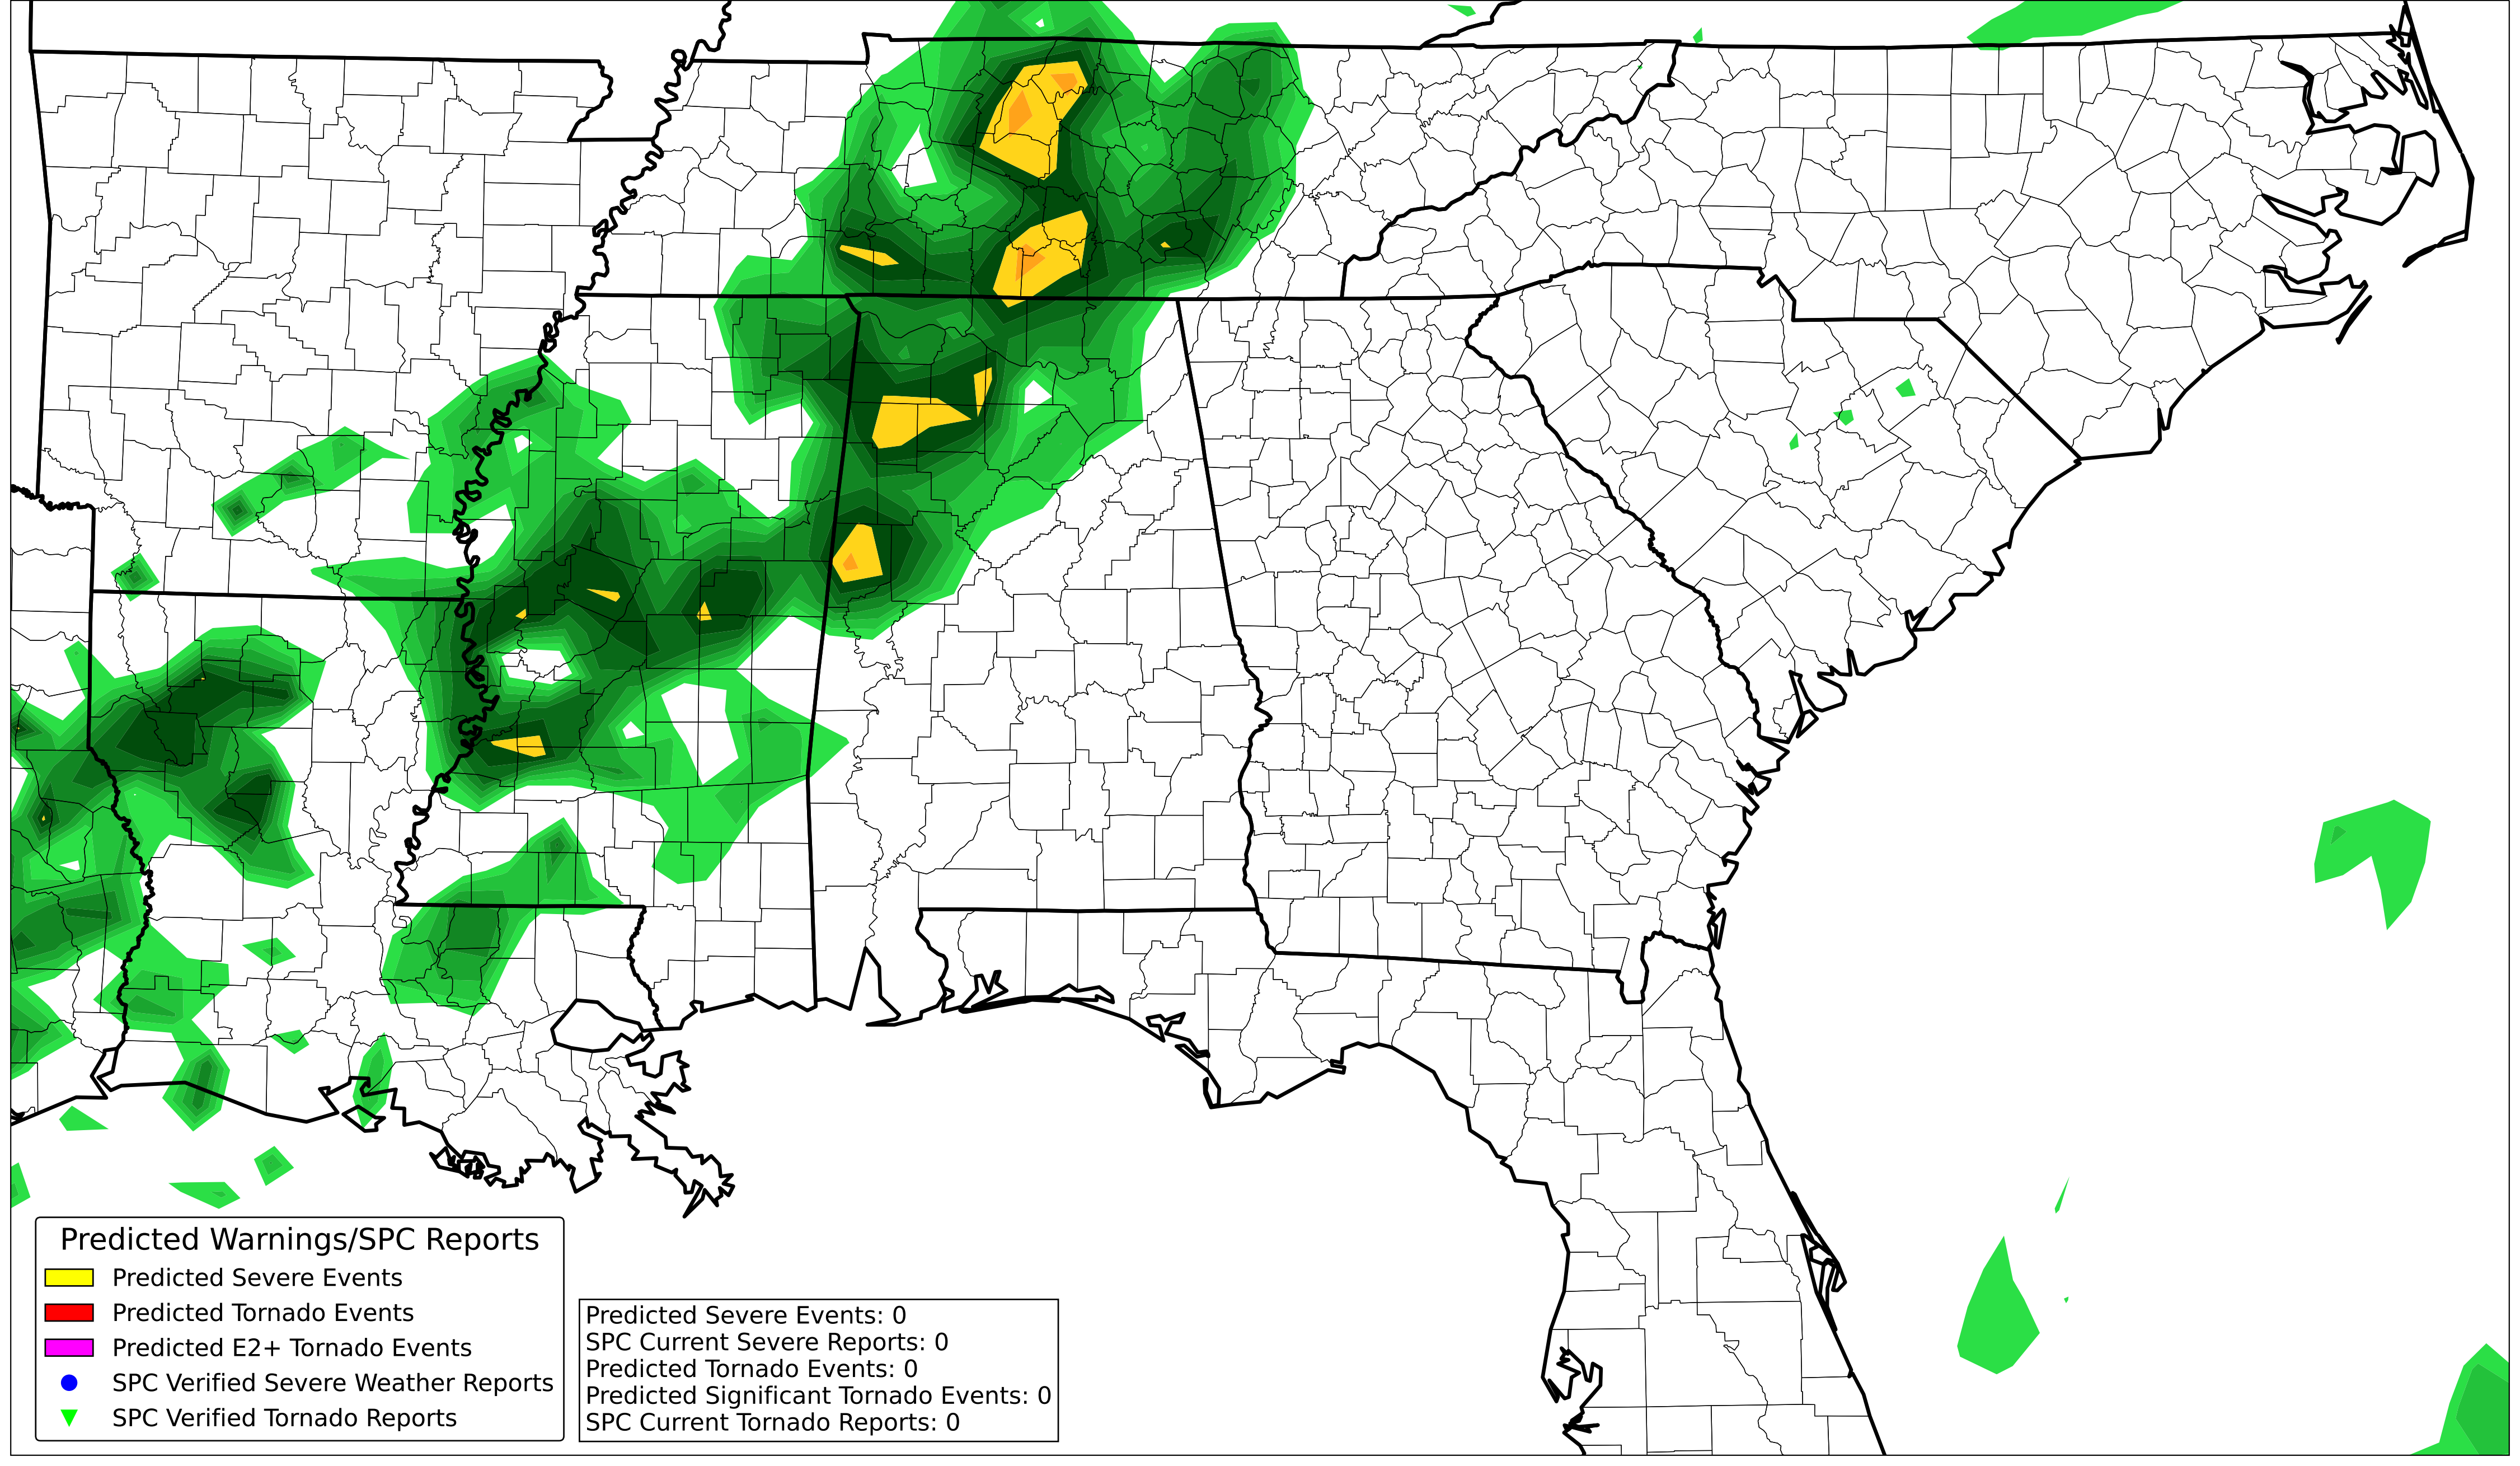 Predicted Warnings/SPC Reports
Predicted Severe Events
Predicted Tornado Events
Predicted E2+ Tornado Events
SPC Verified Severe Weather Reports
SPC Verified Tornado Reports
Predicted Severe Events: 0
SPC Current Severe Reports: 0
Predicted Tornado Events: 0
Predicted Significant Tornado Events: 0
SPC Current Tornado Reports: 0